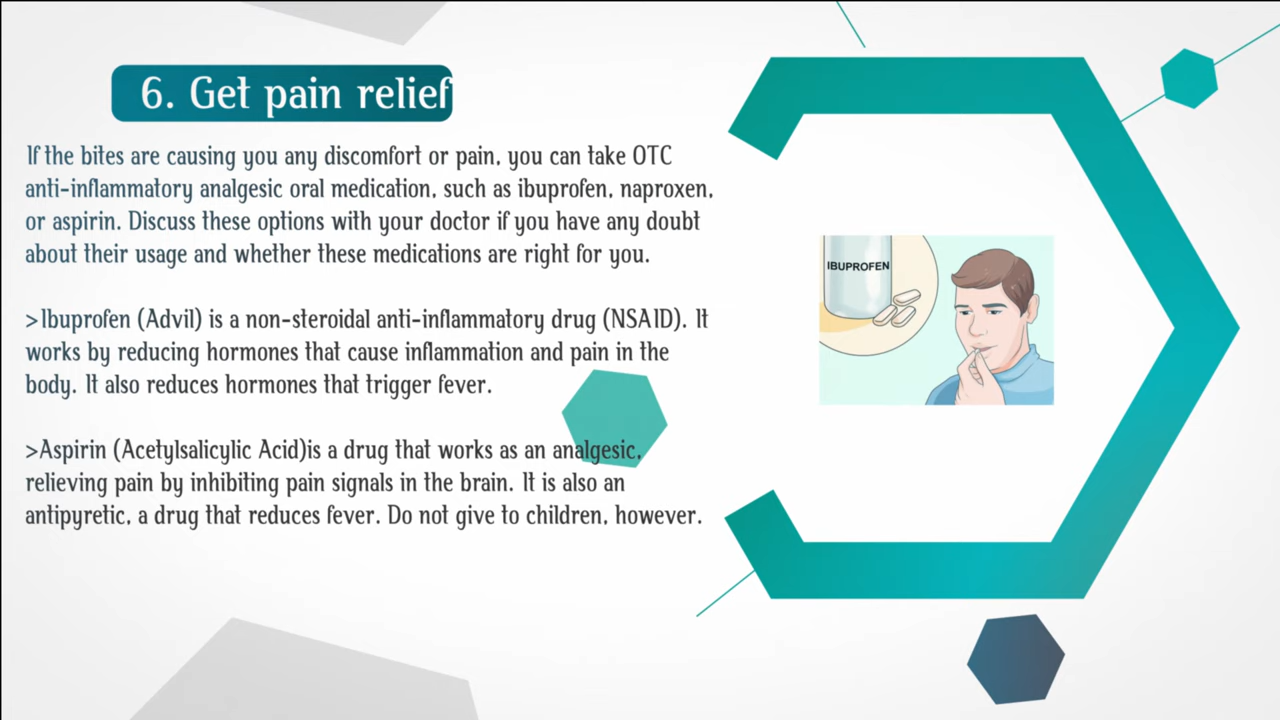 6. Get pain relief
If the bites are causing you any discomfort or pain, you can take OTC
anti-inflammatory analgesic oral medication, such as ibuprofen, naproxen,
or aspirin. Discuss these options with your doctor if you have any doubt
about their usage and whether these medications are right for you.
>Ibuprofen (Advil) is a non-steroidal anti-inflammatory drug (NSAID). It
works by reducing hormones that cause inflammation and pain in the
body. It also reduces hormones that trigger fever.
>Aspirin (Acetylsalicylic Acid)is a drug that works as an analgesic,
relieving pain by inhibiting pain signals in the brain. It is also an
antipyretic, a drug that reduces fever. Do not give to children, however.
IBUPROFEN